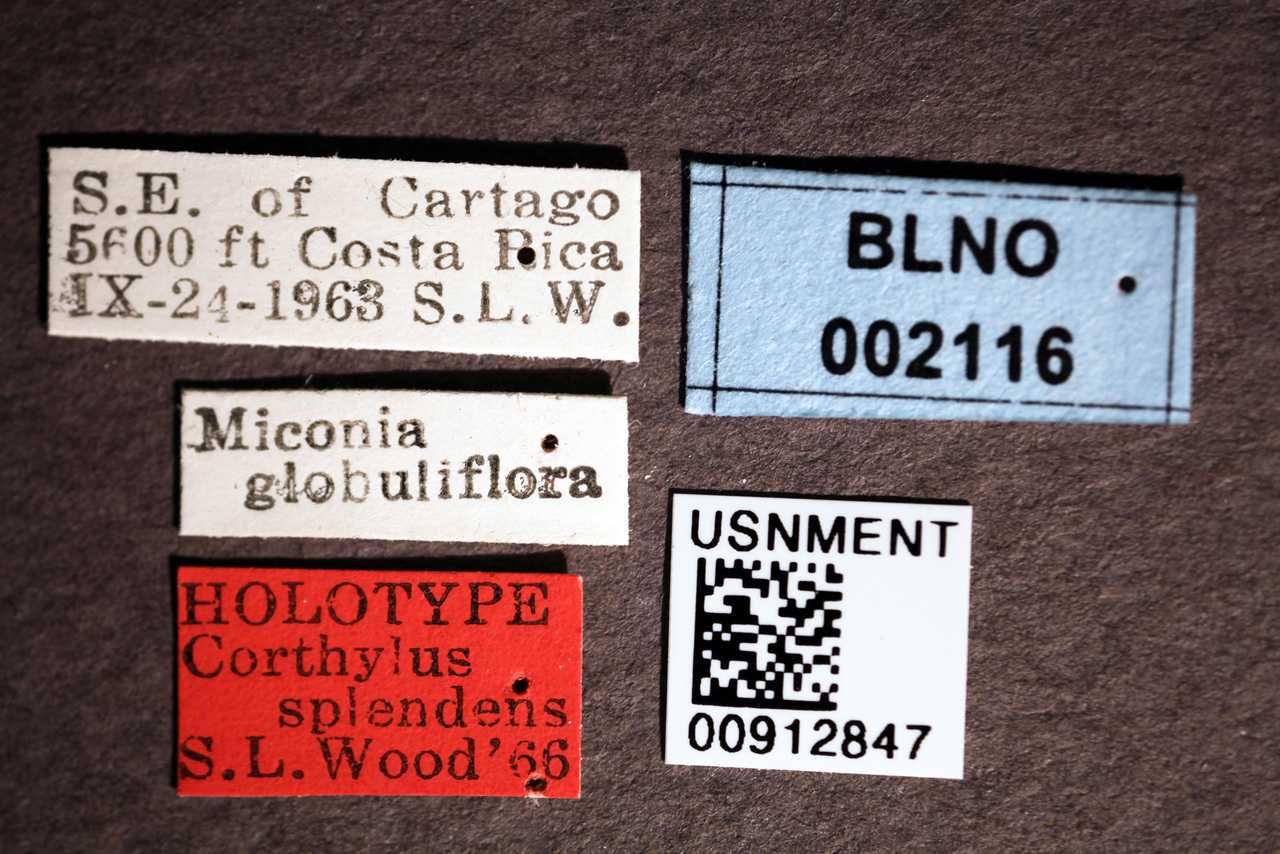 S.E. of Cartago
5600 ft Costa Rica
IX-24-1963 S.L.W.
Miconia
globuliflora
HOLOTYPE
Corthylus
splendens
S.L.Wood'66
BLNO
002116
USNMENT
00912847